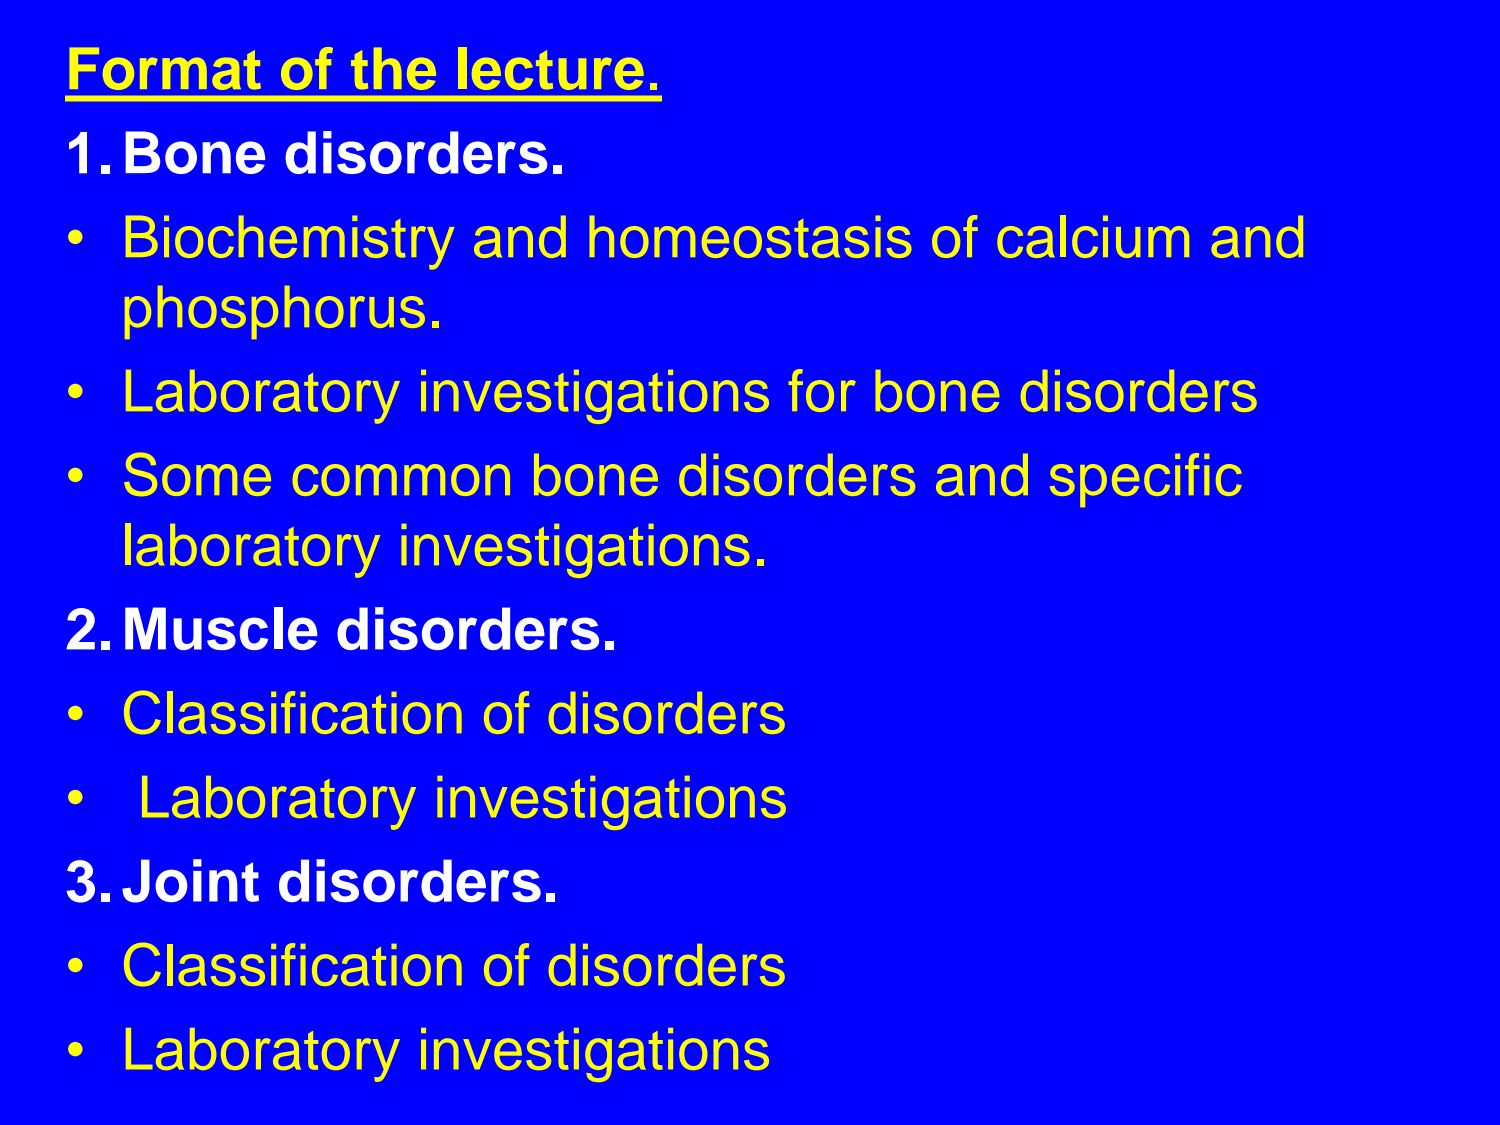 Format of the lecture.
1. Bone disorders.
• Biochemistry and homeostasis of calcium and
phosphorus.
• Laboratory investigations for bone disorders
• Some common bone disorders and specific
laboratory investigations.
2. Muscle disorders.
• Classification of disorders
• Laboratory investigations
3. Joint disorders.
• Classification of disorders
• Laboratory investigations